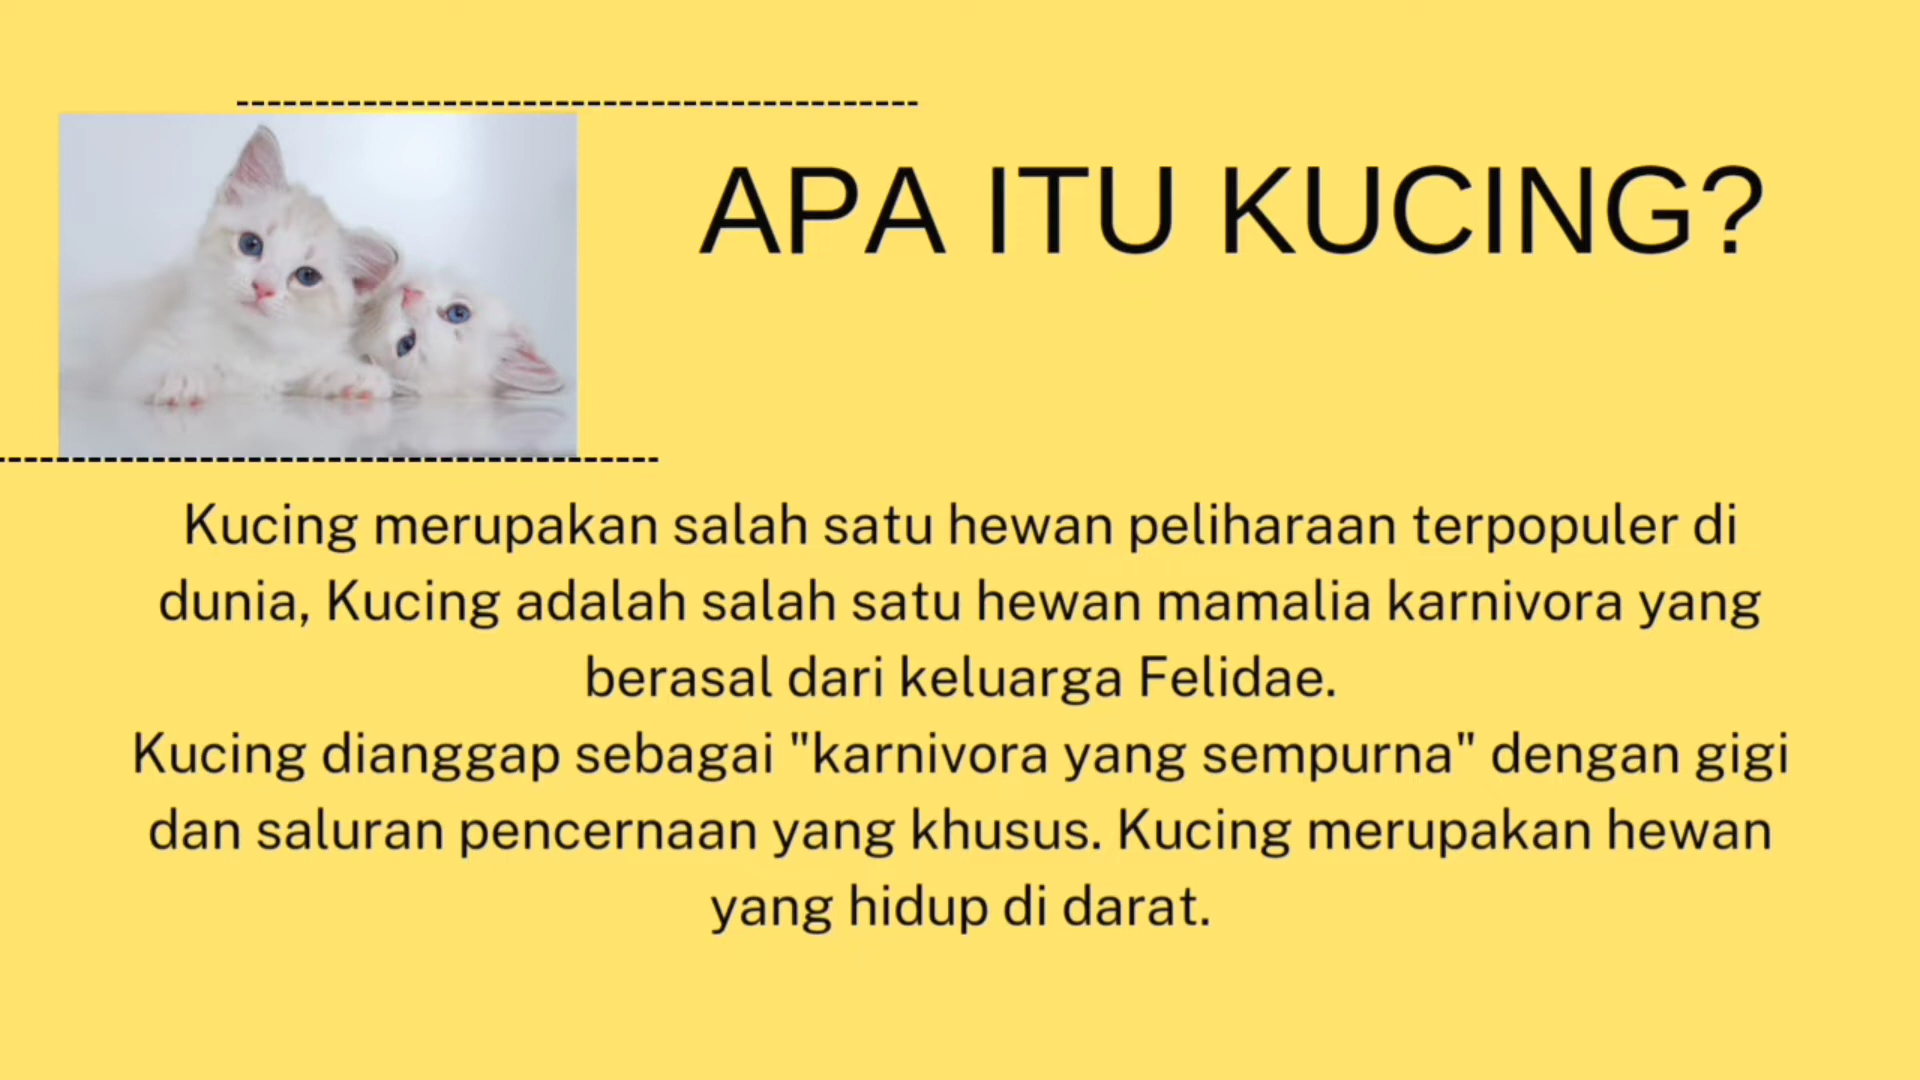 APA ITU KUCING?
Kucing merupakan salah satu hewan peliharaan terpopuler di
dunia, Kucing adalah salah satu hewan mamalia karnivora yang
berasal dari keluarga Felidae.
Kucing dianggap sebagai "karnivora yang sempurna" dengan gigi
dan saluran pencernaan yang khusus. Kucing merupakan hewan
yang hidup di darat.